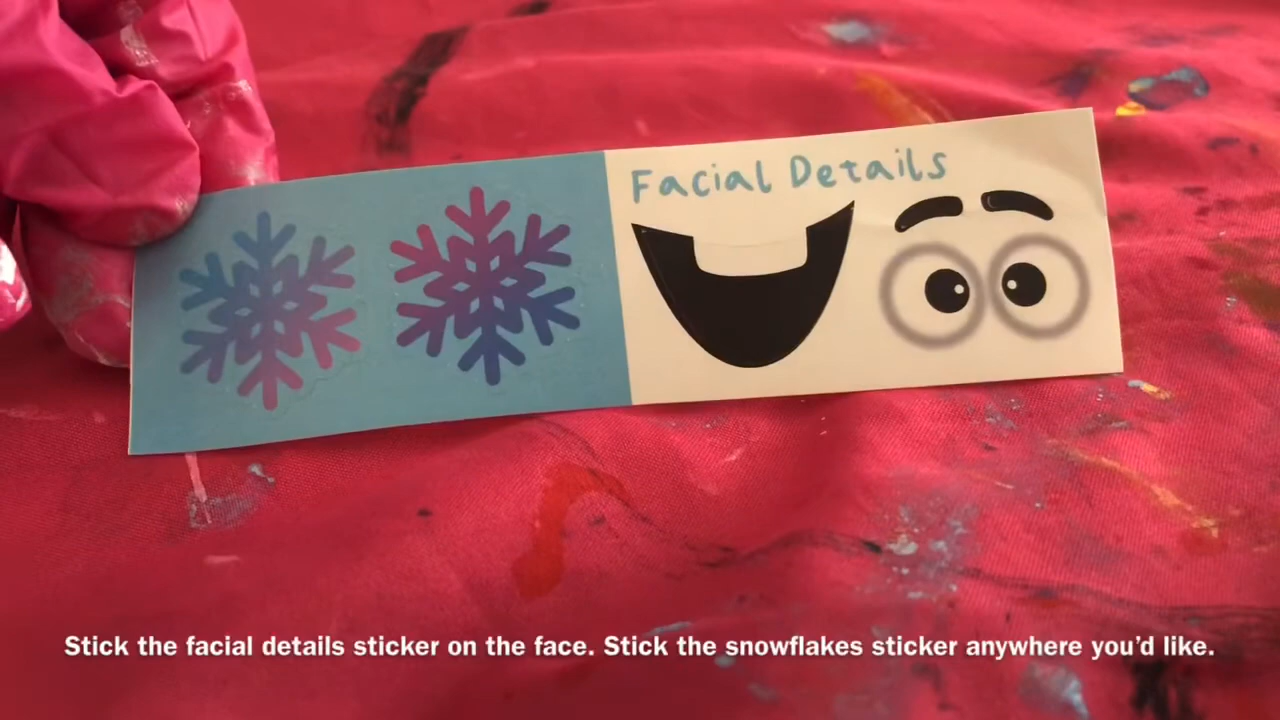 Facial Details
Stick the facial details sticker on the face. Stick the snowflakes sticker anywhere you'd like.